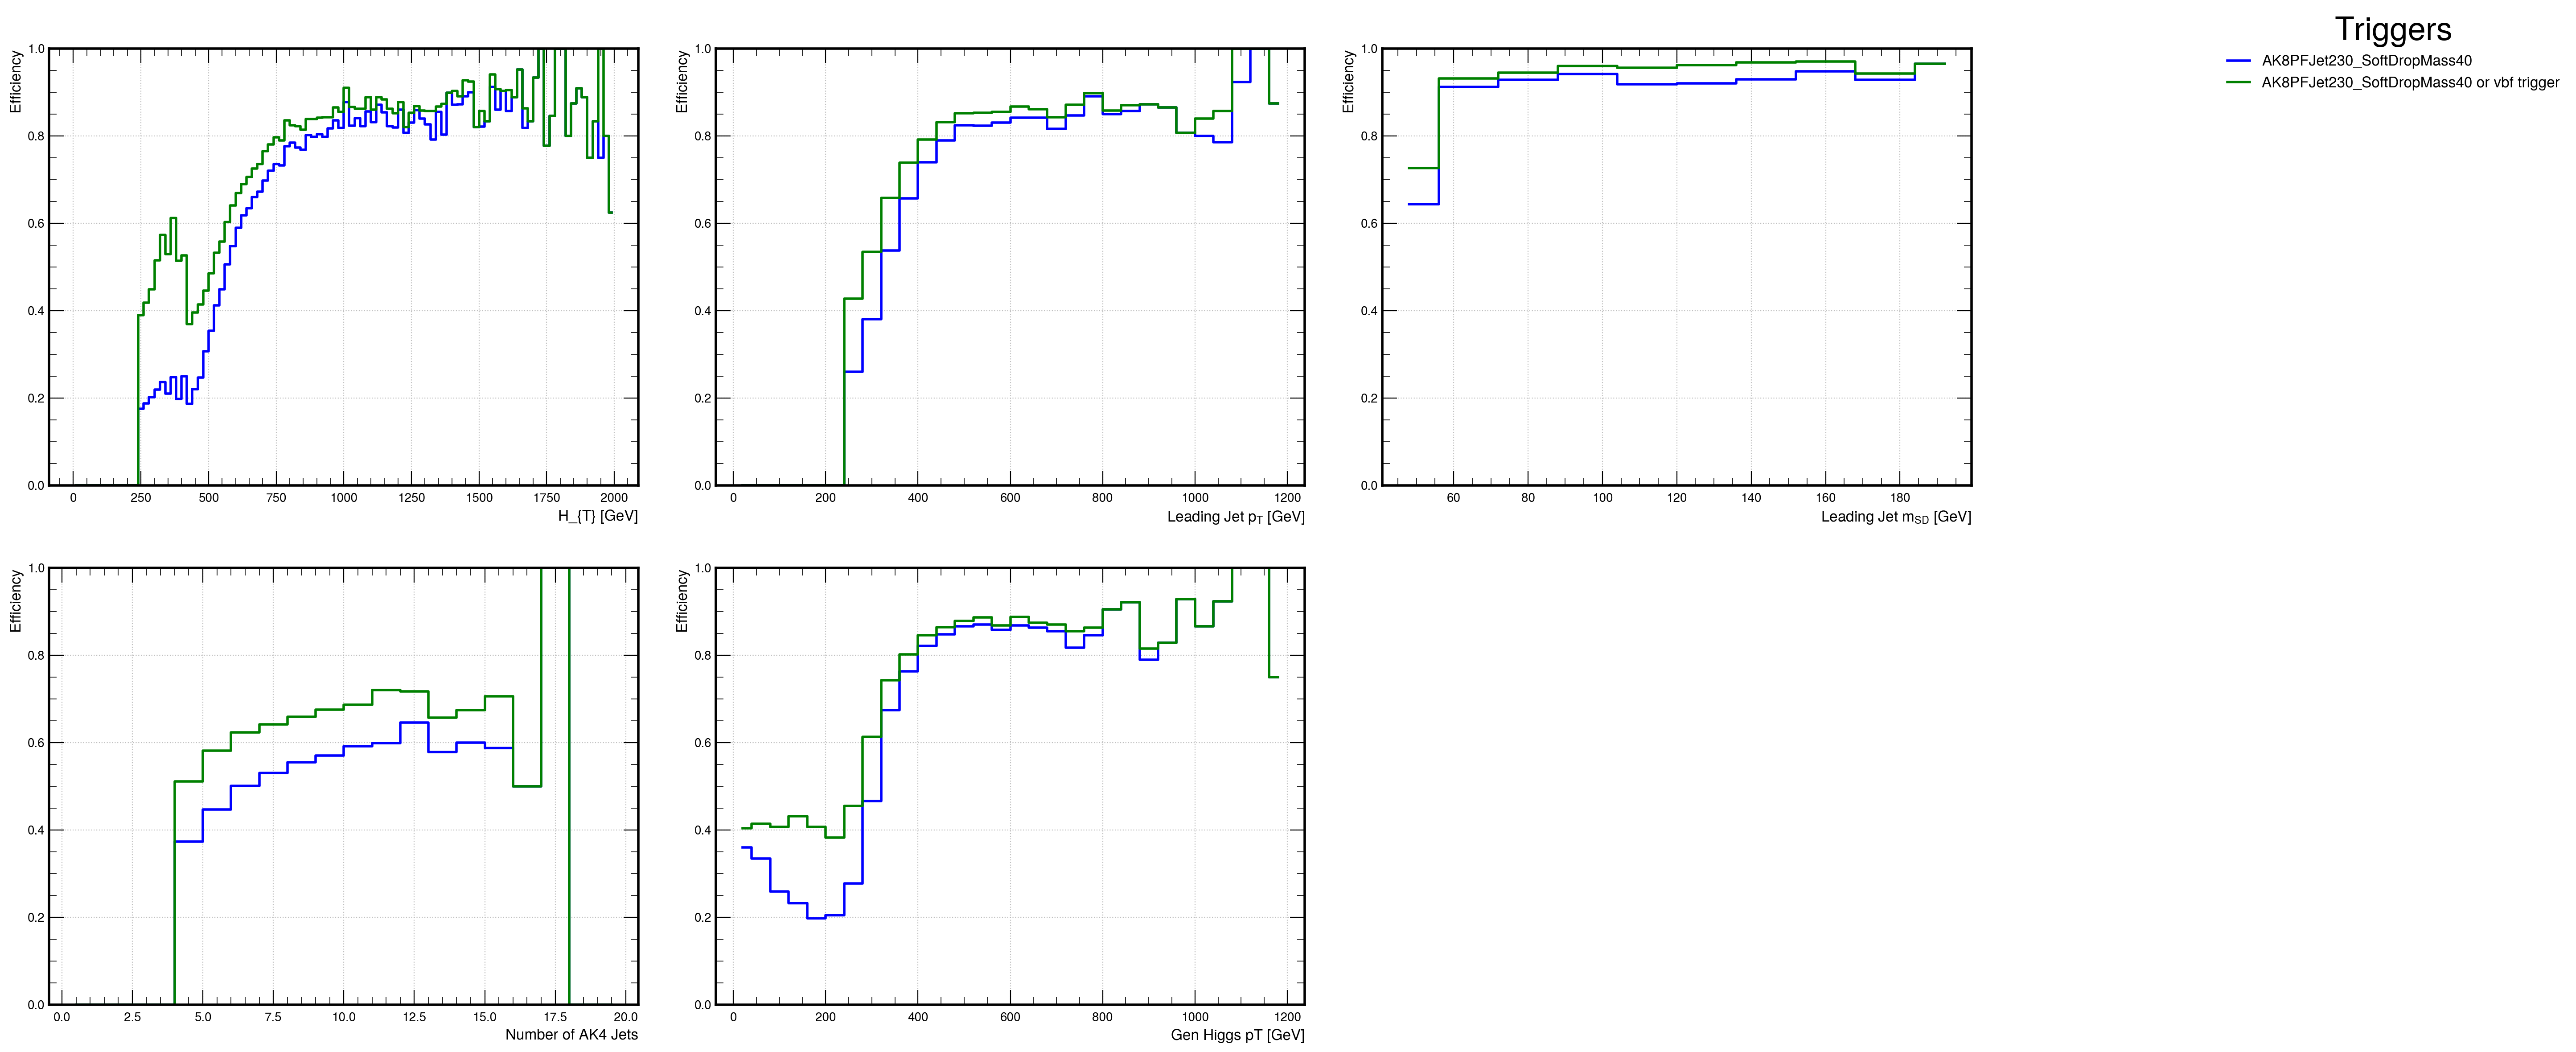 Triggers
AK8PFJet230_SoftDropMass40
AK8PFJet230_SoftDropMass40 or vbf trigger
Efficiency
1.0
0.8
0.6
0.4
0.2
0.0
0 250 500 750 1000 1250 1500 1750 2000
H_{T} [GeV]
Efficiency
1.0
0.8
0.6
0.4
0.2
0.0
0 200 400 600 800 1000 1200
Leading Jet pT [GeV]
Efficiency
1.0
0.8
0.6
0.4
0.2
0.0
60 80 100 120 140 160 180
Leading Jet mSD [GeV]
Efficiency
1.0
0.8
0.6
0.4
0.2
0.0
0.0 2.5 5.0 7.5 10.0 12.5 15.0 17.5 20.0
Number of AK4 Jets
Efficiency
1.0
0.8
0.6
0.4
0.2
0.0
0 200 400 600 800 1000 1200
Gen Higgs pT [GeV]